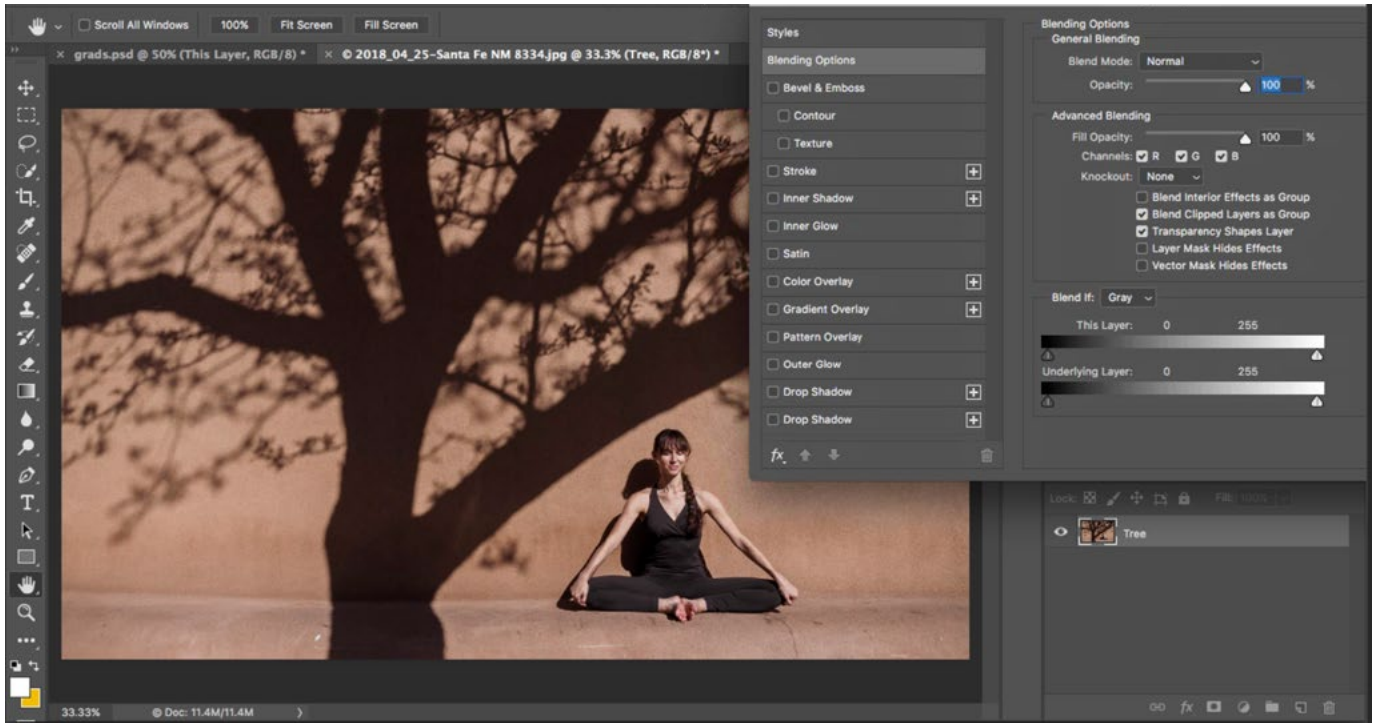 Scroll All Windows 100% Fit Screen Fill Screen
× grads.psd @ 50% (This Layer, RGB/8) * × © 2018_04_25-Santa Fe NM 8334.jpg @ 33.3% (Tree, RGB/8*) *
Styles
Blending Options
Bevel & Emboss
Contour
Texture
Stroke
Inner Shadow
Inner Glow
Satin
Color Overlay
Gradient Overlay
Pattern Overlay
Outer Glow
Drop Shadow
Drop Shadow
fx
Blending Options
General Blending
Blend Mode: Normal
Opacity: 100 %
Advanced Blending
Fill Opacity: 100 %
Channels: R G B
Knockout: None
Blend Interior Effects as Group
Blend Clipped Layers as Group
Transparency Shapes Layer
Layer Mask Hides Effects
Vector Mask Hides Effects
Blend If: Gray
This Layer: 0 255
Underlying Layer: 0 255
Lock: Fill: 100%
Tree
fx
T
33.33% © Doc: 11.4M/11.4M